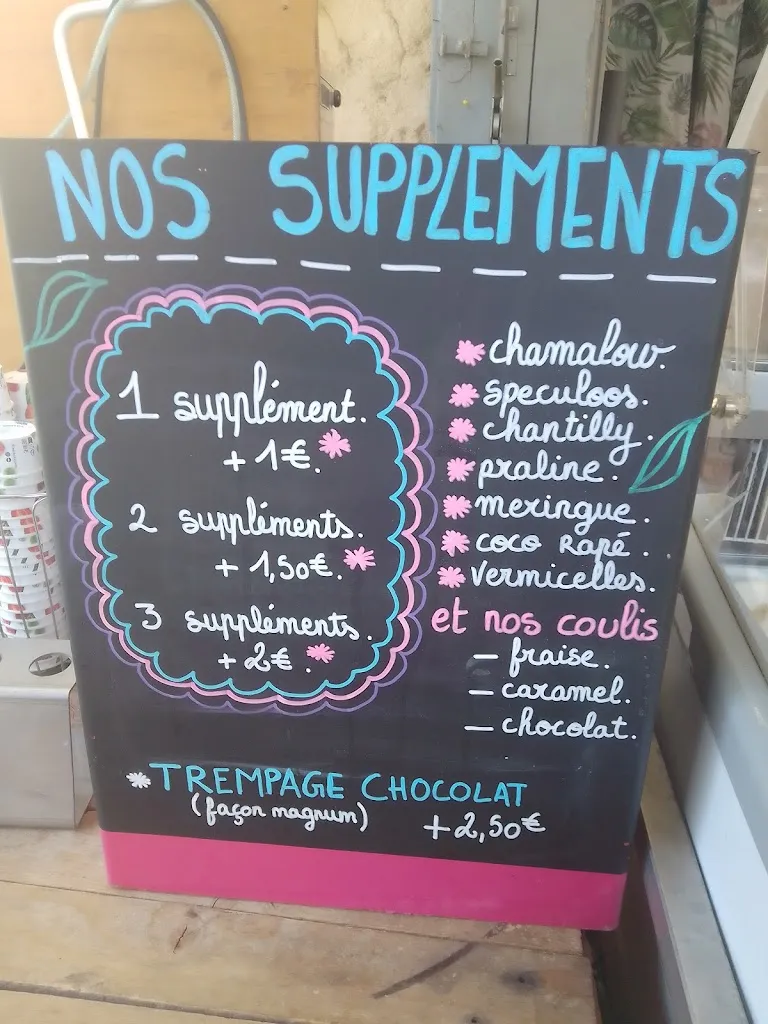 NOS SUPPLEMENTS
1 supplément.
+ 1€.
2 suppléments.
+ 1,50€.
3 suppléments.
+ 2€.
chamalow.
speculoos.
chantilly.
praline.
meringue.
coco Rapé.
vermicelles.
et nos coulis
– fraise.
– caramel.
– chocolat.
*TREMPAGE CHOCOLAT
(façon magnum) +2,50€